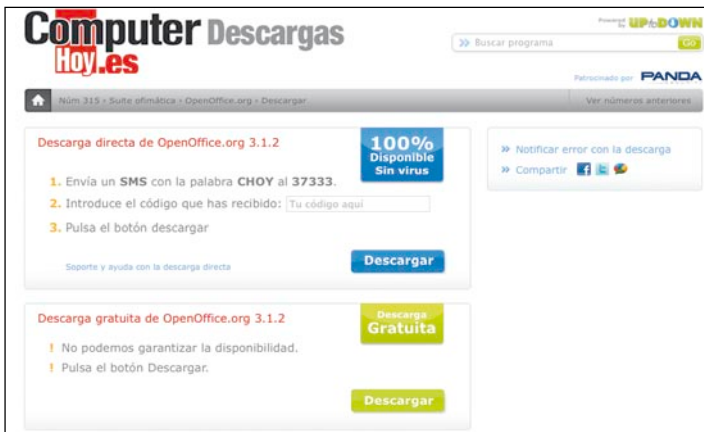 Computer Descargas
Hoy.es
Powered by UPtoDOWN
Buscar programa
Go
Patrocinado por PANDA
Núm 315 - Suite ofimática - OpenOffice.org - Descargar
Ver números anteriores
Descarga directa de OpenOffice.org 3.1.2
100%
Disponible
Sin virus
1. Envía un SMS con la palabra CHOY al 37333.
2. Introduce el código que has recibido: Tu código aquí
3. Pulsa el botón descargar
Soporte y ayuda con la descarga directa
Descargar
» Notificar error con la descarga
» Compartir
Descarga gratuita de OpenOffice.org 3.1.2
Descarga
Gratuita
! No podemos garantizar la disponibilidad.
! Pulsa el botón Descargar.
Descargar